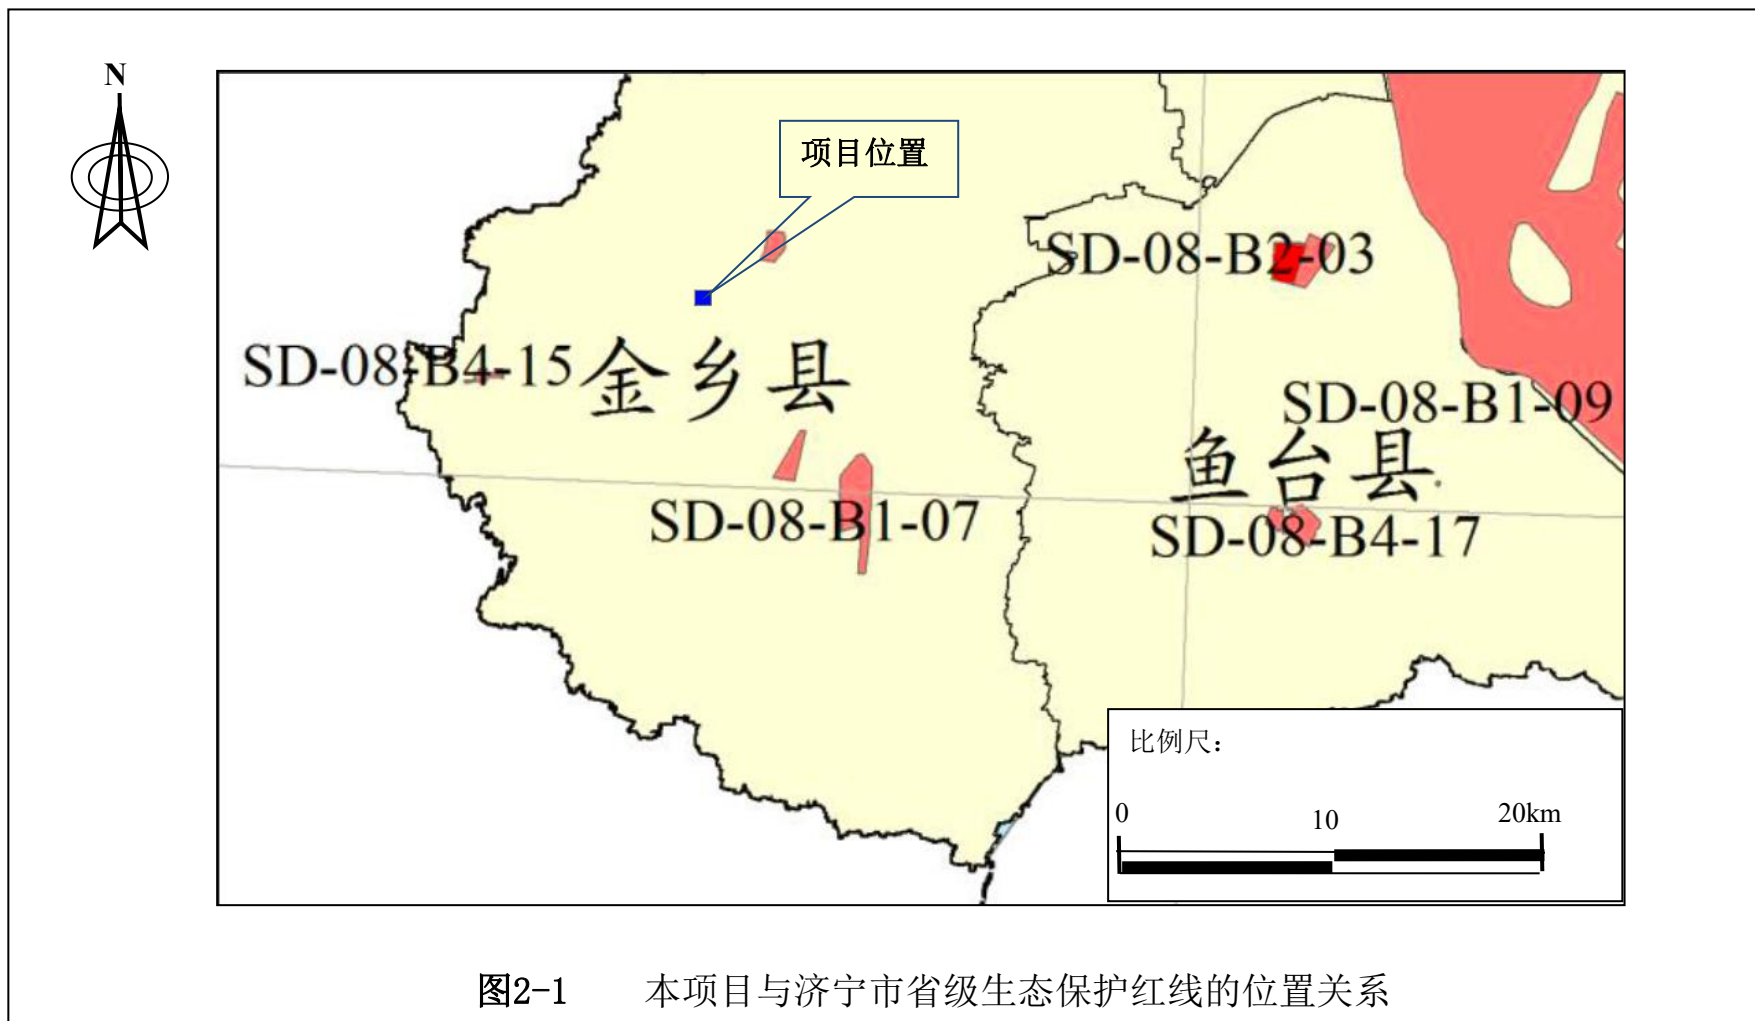 N
项目位置
SD-08-B2-03
SD-08-B4-15
金乡县
SD-08-B1-09
鱼台县
SD-08-B1-07
SD-08-B4-17
比例尺：
0 10 20km
图2-1 本项目与济宁市省级生态保护红线的位置关系